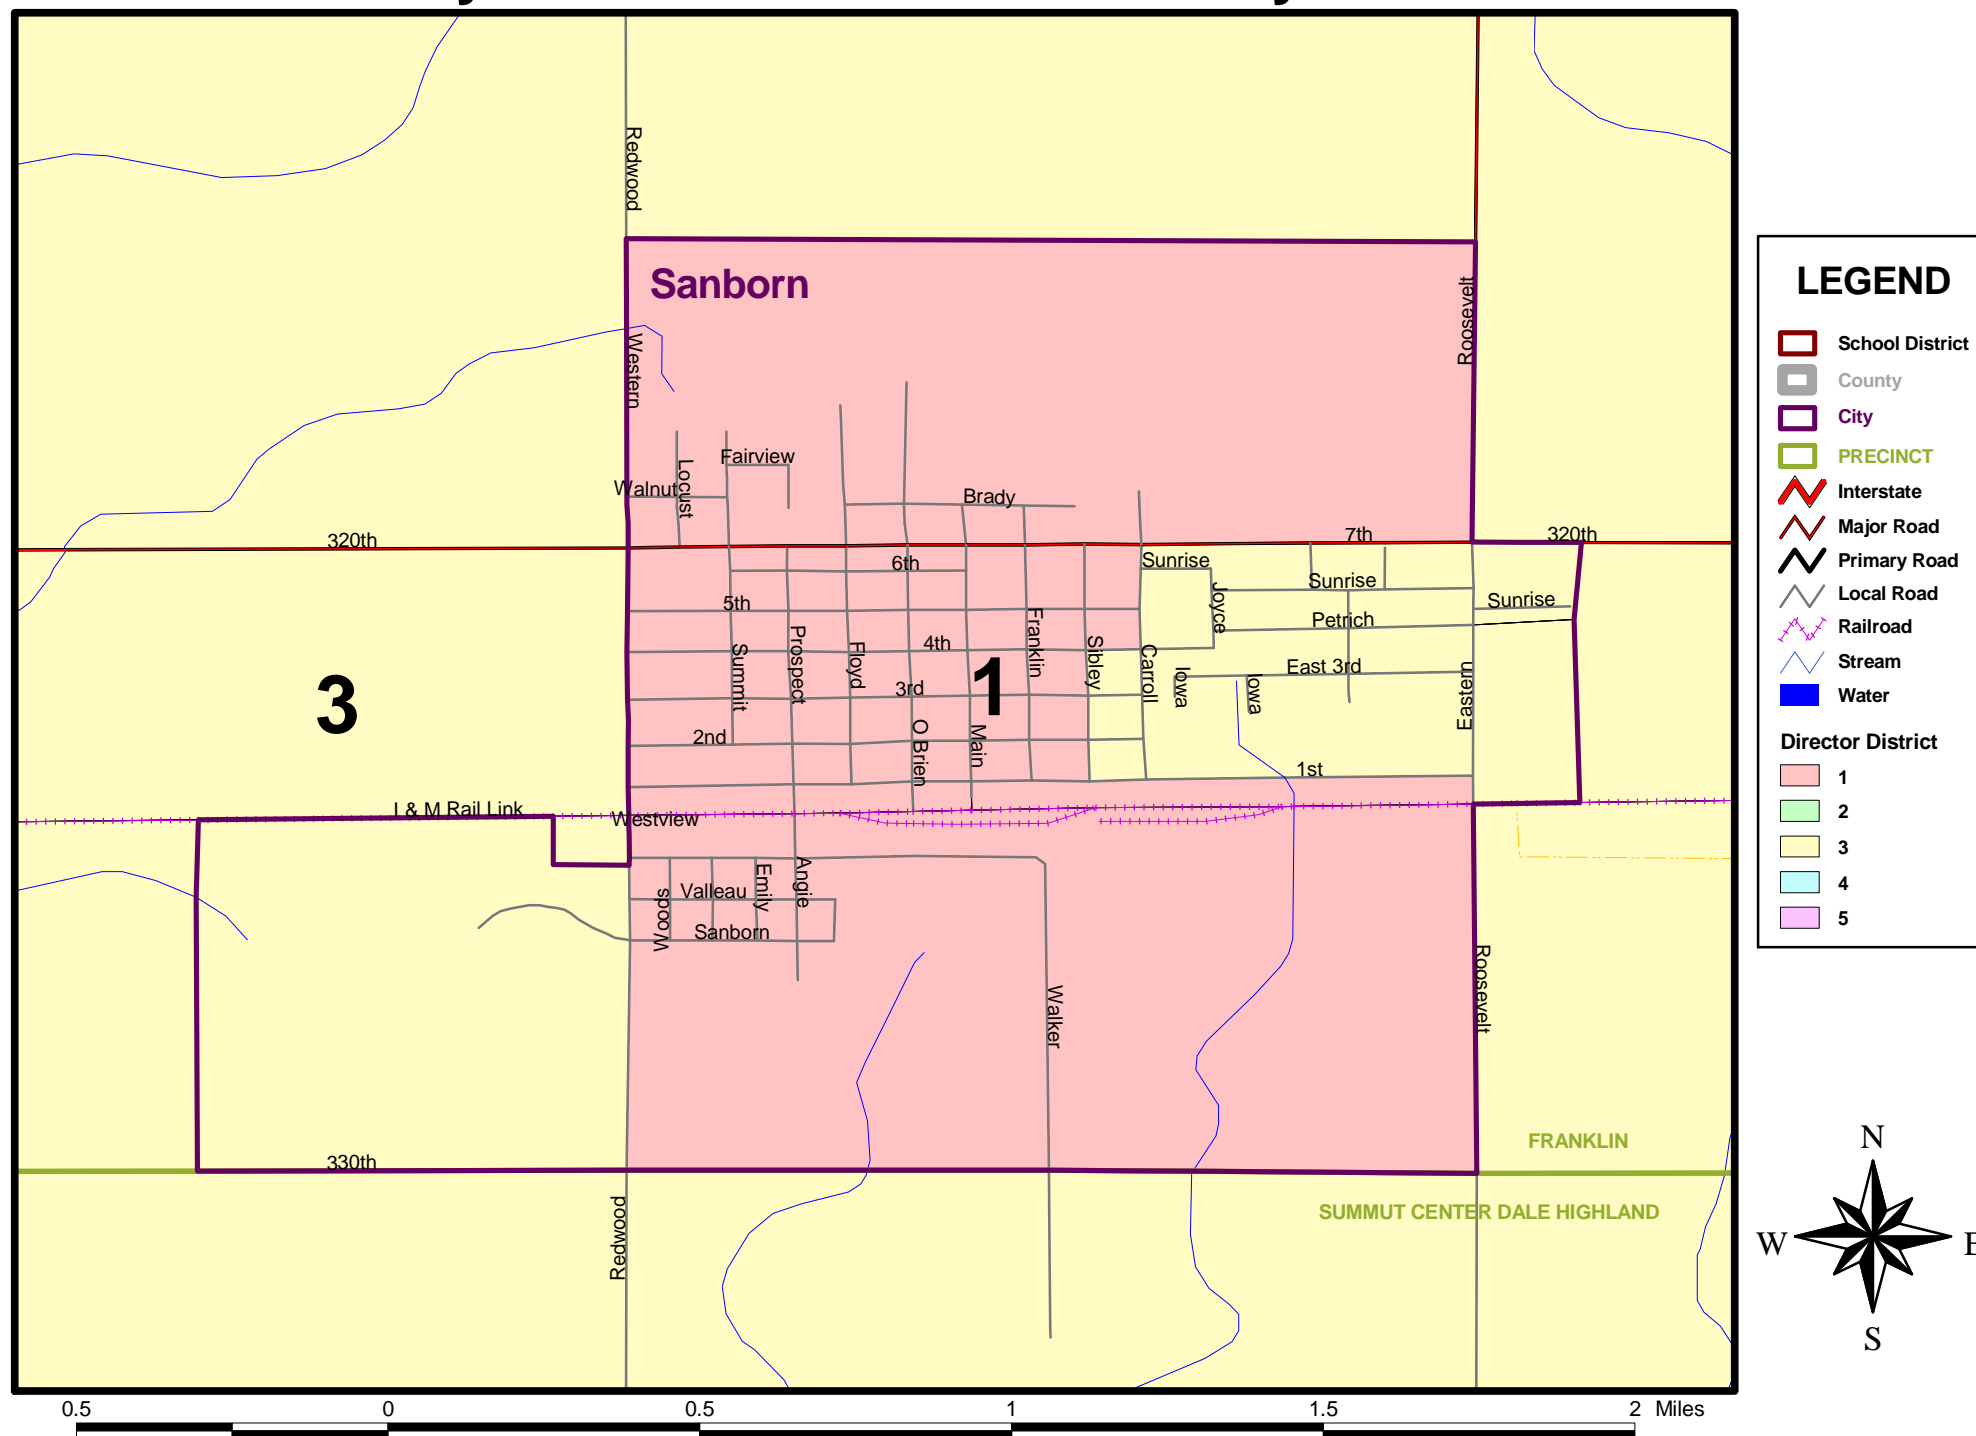 Redwood
Sanborn
Roosevelt
Western
Fairview
Locust
Walnut
Brady
320th
7th
320th
6th
Sunrise
Joyce
Sunrise
5th
Sunrise
Petrich
Franklin
Prospect
4th
Floyd
Sibley
Summit
Carroll
East 3rd
Iowa
Iowa
Eastern
3
1
3rd
2nd
O Brien
Main
1st
I & M Rail Link
Westview
Angie
Emily
Valleau
Woods
Sanborn
Walker
Roosevelt
FRANKLIN
330th
SUMMUT CENTER DALE HIGHLAND
Redwood
LEGEND
School District
County
City
PRECINCT
Interstate
Major Road
Primary Road
Local Road
Railroad
Stream
Water
Director District
1
2
3
4
5
N
W
E
S
0.5 0 0.5 1 1.5 2 Miles